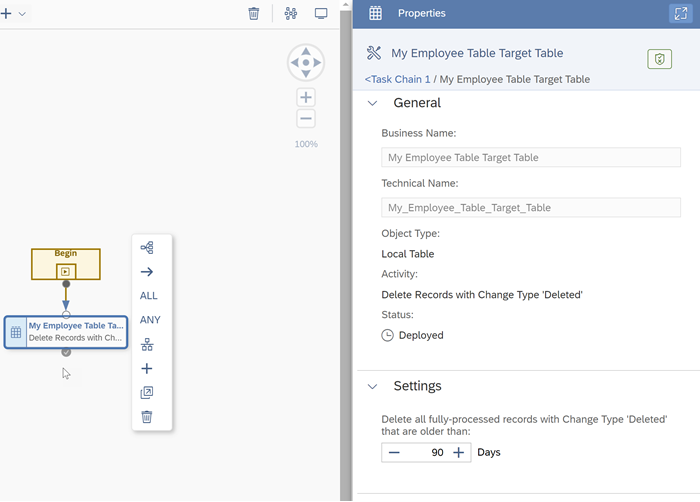 Properties
My Employee Table Target Table
<Task Chain 1 / My Employee Table Target Table
General
Business Name:
My Employee Table Target Table
Technical Name:
My_Employee_Table_Target_Table
Object Type:
Local Table
Activity:
Delete Records with Change Type 'Deleted'
Status:
Deployed
Settings
Delete all fully-processed records with Change Type 'Deleted'
that are older than:
90 Days
100%
Begin
My Employee Table Ta...
Delete Records with Ch...
ALL
ANY